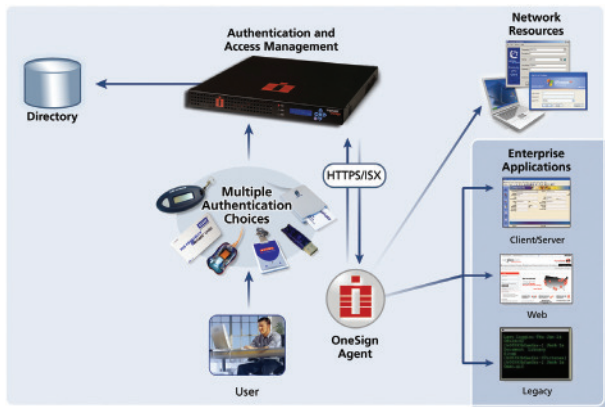 Authentication and
Access Management
Network
Resources
Directory
Enterprise
Applications
HTTPS/ISX
Multiple
Authentication
Choices
Client/Server
Web
OneSign
Agent
User
Legacy